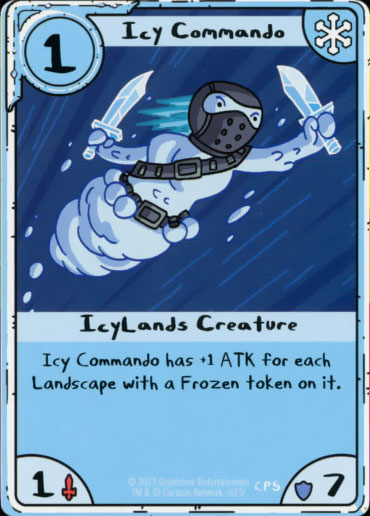 1
Icy Commando
IcyLands Creature
Icy Commando has +1 ATK for each
Landscape with a Frozen token on it.
1
© 2015 Cryptozoic Entertainment
TM & © Cartoon Network (s15)
CP5
7